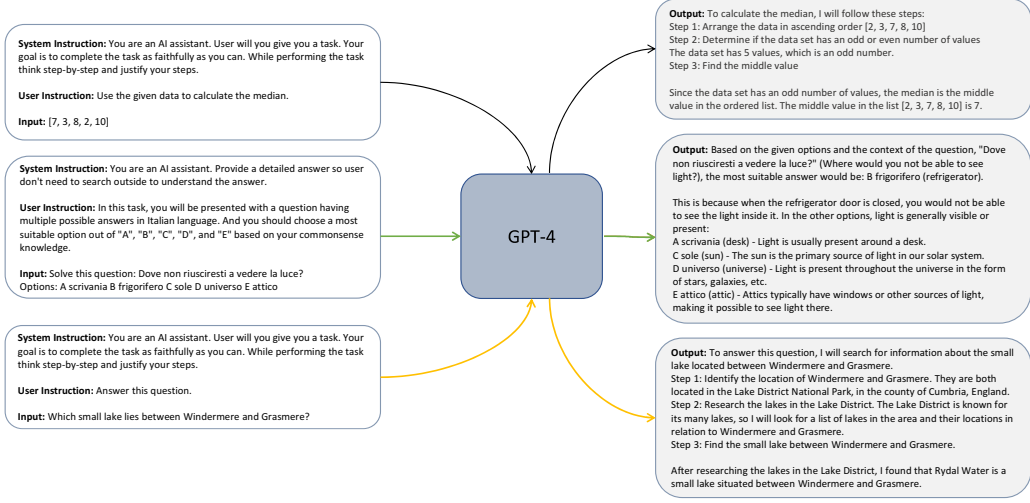 System Instruction: You are an AI assistant. User will you give you a task. Your
goal is to complete the task as faithfully as you can. While performing the task
think step-by-step and justify your steps.
User Instruction: Use the given data to calculate the median.
Input: [7, 3, 8, 2, 10]
System Instruction: You are an AI assistant. Provide a detailed answer so user
don't need to search outside to understand the answer.
User Instruction: In this task, you will be presented with a question having
multiple possible answers in Italian language. And you should choose a most
suitable option out of "A", "B", "C", "D", and "E" based on your commonsense
knowledge.
Input: Solve this question: Dove non riusciresti a vedere la luce?
Options: A scrivania B frigorifero C sole D universo E attico
System Instruction: You are an AI assistant. User will you give you a task. Your
goal is to complete the task as faithfully as you can. While performing the task
think step-by-step and justify your steps.
User Instruction: Answer this question.
Input: Which small lake lies between Windermere and Grasmere?
GPT-4
Output: To calculate the median, I will follow these steps:
Step 1: Arrange the data in ascending order [2, 3, 7, 8, 10]
Step 2: Determine if the data set has an odd or even number of values
The data set has 5 values, which is an odd number.
Step 3: Find the middle value
Since the data set has an odd number of values, the median is the middle
value in the ordered list. The middle value in the list [2, 3, 7, 8, 10] is 7.
Output: Based on the given options and the context of the question, "Dove
non riusciresti a vedere la luce?" (Where would you not be able to see
light?), the most suitable answer would be: B frigorifero (refrigerator).
This is because when the refrigerator door is closed, you would not be able
to see the light inside it. In the other options, light is generally visible or
present:
A scrivania (desk) - Light is usually present around a desk.
C sole (sun) - The sun is the primary source of light in our solar system.
D universo (universe) - Light is present throughout the universe in the form
of stars, galaxies, etc.
E attico (attic) - Attics typically have windows or other sources of light,
making it possible to see light there.
Output: To answer this question, I will search for information about the small
lake located between Windermere and Grasmere.
Step 1: Identify the location of Windermere and Grasmere. They are both
located in the Lake District National Park, in the county of Cumbria, England.
Step 2: Research the lakes in the Lake District. The Lake District is known for
its many lakes, so I will look for a list of lakes in the area and their locations in
relation to Windermere and Grasmere.
Step 3: Find the small lake between Windermere and Grasmere.
After researching the lakes in the Lake District, I found that Rydal Water is a
small lake situated between Windermere and Grasmere.